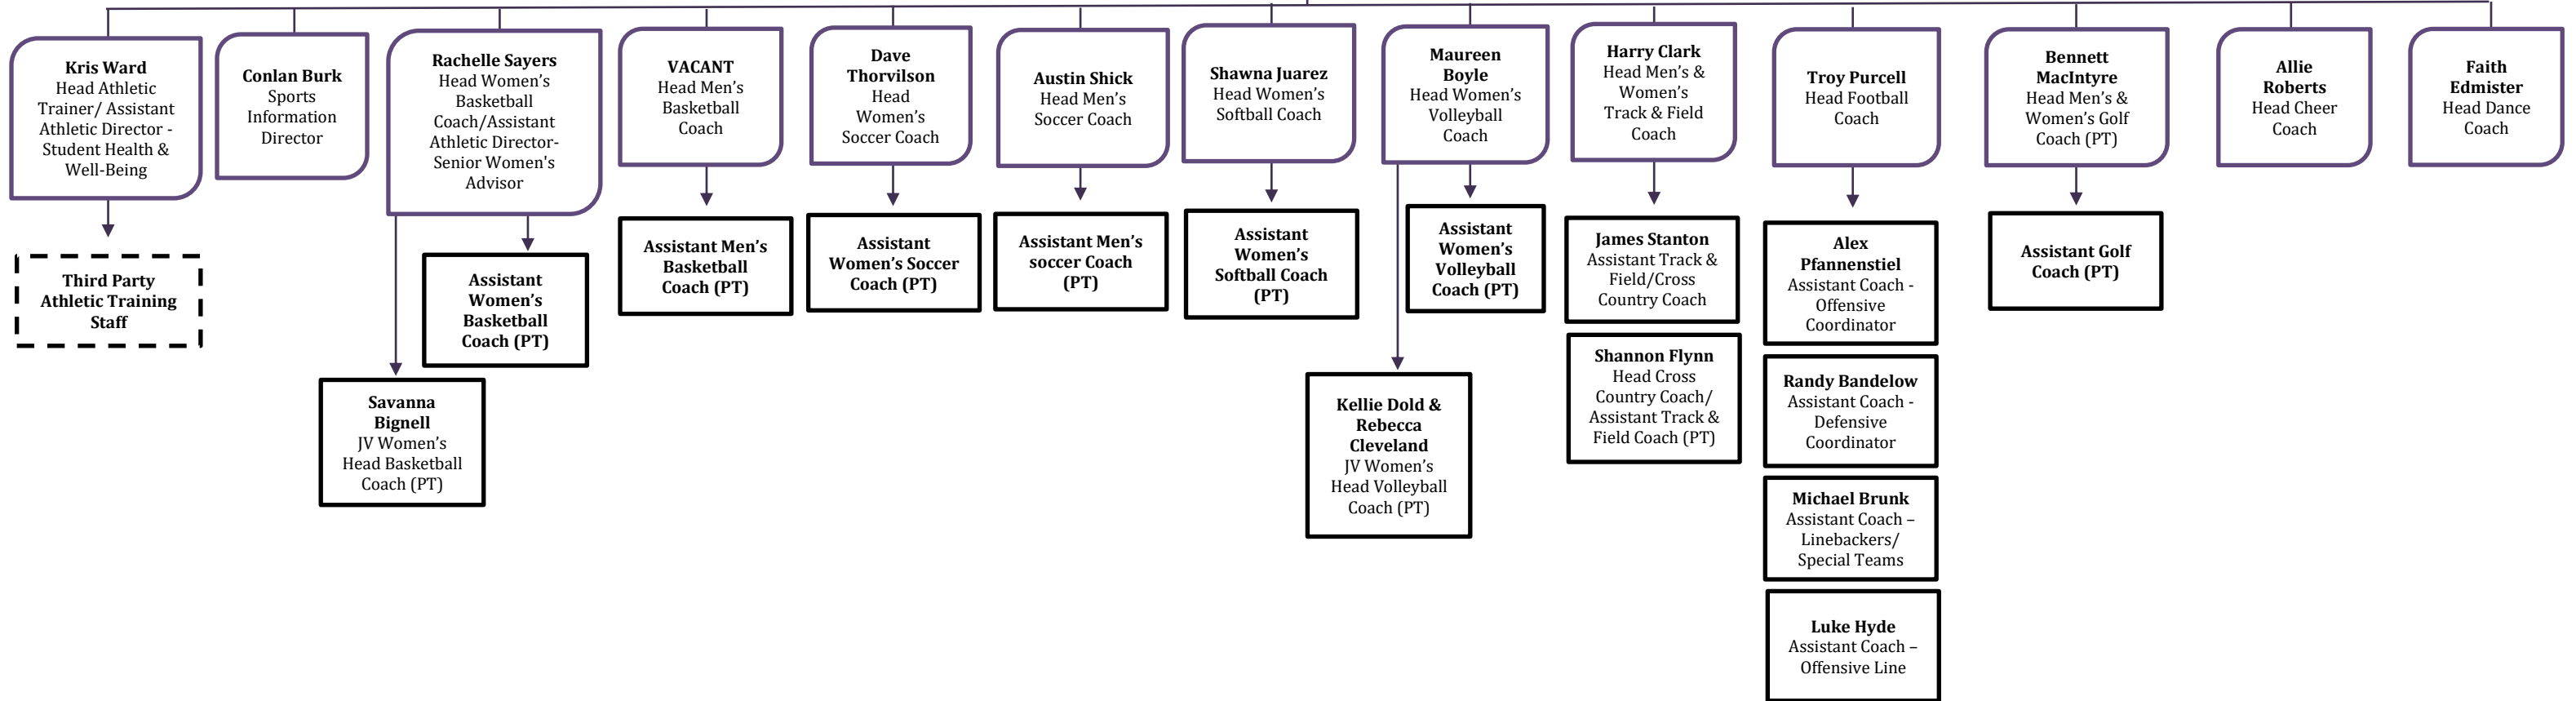 Kris Ward
Head Athletic
Trainer/ Assistant
Athletic Director -
Student Health &
Well-Being
Conlan Burk
Sports
Information
Director
Rachelle Sayers
Head Women's
Basketball
Coach/Assistant
Athletic Director-
Senior Women's
Advisor
VACANT
Head Men's
Basketball
Coach
Dave
Thorvilson
Head
Women's
Soccer Coach
Austin Shick
Head Men's
Soccer Coach
Shawna Juarez
Head Women's
Softball Coach
Maureen
Boyle
Head Women's
Volleyball
Coach
Harry Clark
Head Men's &
Women's
Track & Field
Coach
Troy Purcell
Head Football
Coach
Bennett
MacIntyre
Head Men's &
Women's Golf
Coach (PT)
Allie
Roberts
Head Cheer
Coach
Faith
Edmister
Head Dance
Coach
Third Party
Athletic Training
Staff
Savanna
Bignell
JV Women's
Head Basketball
Coach (PT)
Assistant
Women's
Basketball
Coach (PT)
Assistant Men's
Basketball
Coach (PT)
Assistant
Women's Soccer
Coach (PT)
Assistant Men's
soccer Coach
(PT)
Assistant
Women's
Softball Coach
(PT)
Assistant
Women's
Volleyball
Coach (PT)
Kellie Dold &
Rebecca
Cleveland
JV Women's
Head Volleyball
Coach (PT)
James Stanton
Assistant Track &
Field/Cross
Country Coach
Shannon Flynn
Head Cross
Country Coach/
Assistant Track &
Field Coach (PT)
Alex
Pfannenstiel
Assistant Coach -
Offensive
Coordinator
Randy Bandelow
Assistant Coach -
Defensive
Coordinator
Michael Brunk
Assistant Coach –
Linebackers/
Special Teams
Luke Hyde
Assistant Coach –
Offensive Line
Assistant Golf
Coach (PT)